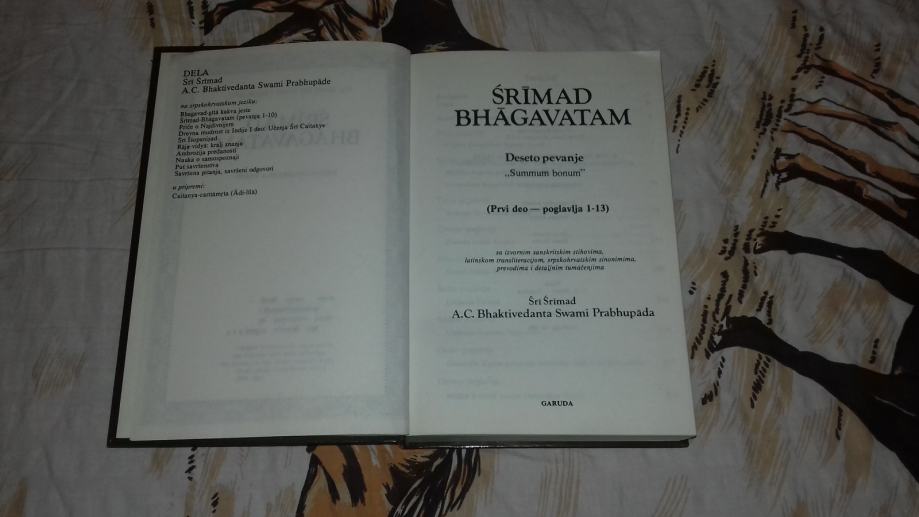 DELA
Śrī Śrīmad
A.C. Bhaktivedanta Swami Prabhupāde
na srpskohrvatskom jeziku:
Bhagavad-gītā kakva jeste
Śrīmad-Bhagavatam (pevanja 1-10)
Priče o Najdivnijem
Drevna mudrost iz Indije I deo: Učenja Śrī Caitanye
Śrī Īśopaniṣad
Rāja-vidyā: kralj znanja
Ambrozija predanosti
Nauka o samospoznaji
Put savršenstva
Savršena pitanja, savršeni odgovori
u pripremi:
Caitanya-caritāmṛta (Ādi-līlā)
ŚRĪMAD
BHĀGAVATAM
Deseto pevanje
„Summum bonum”
(Prvi deo — poglavlja 1-13)
sa izvornim sanskritskim stihovima,
latinskom transliteracijom, srpskohrvatskim sinonimima,
prevodima i detaljnim tumačenjima
Śrī Śrīmad
A.C. Bhaktivedanta Swami Prabhupāda
GARUDA